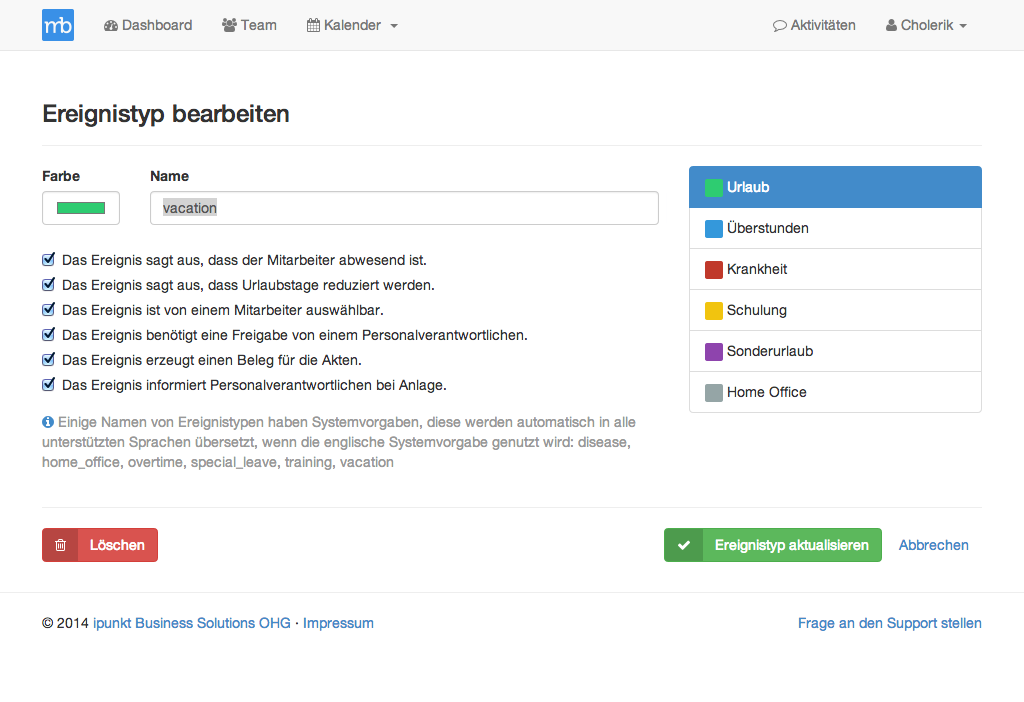 mb Dashboard Team Kalender Aktivitäten Cholerik
Ereignistyp bearbeiten
Farbe Name
vacation
Das Ereignis sagt aus, dass der Mitarbeiter abwesend ist.
Das Ereignis sagt aus, dass Urlaubstage reduziert werden.
Das Ereignis ist von einem Mitarbeiter auswählbar.
Das Ereignis benötigt eine Freigabe von einem Personalverantwortlichen.
Das Ereignis erzeugt einen Beleg für die Akten.
Das Ereignis informiert Personalverantwortlichen bei Anlage.
Einige Namen von Ereignistypen haben Systemvorgaben, diese werden automatisch in alle
unterstützten Sprachen übersetzt, wenn die englische Systemvorgabe genutzt wird: disease,
home_office, overtime, special_leave, training, vacation
Urlaub
Überstunden
Krankheit
Schulung
Sonderurlaub
Home Office
Löschen Ereignistyp aktualisieren Abbrechen
© 2014 ipunkt Business Solutions OHG · Impressum Frage an den Support stellen